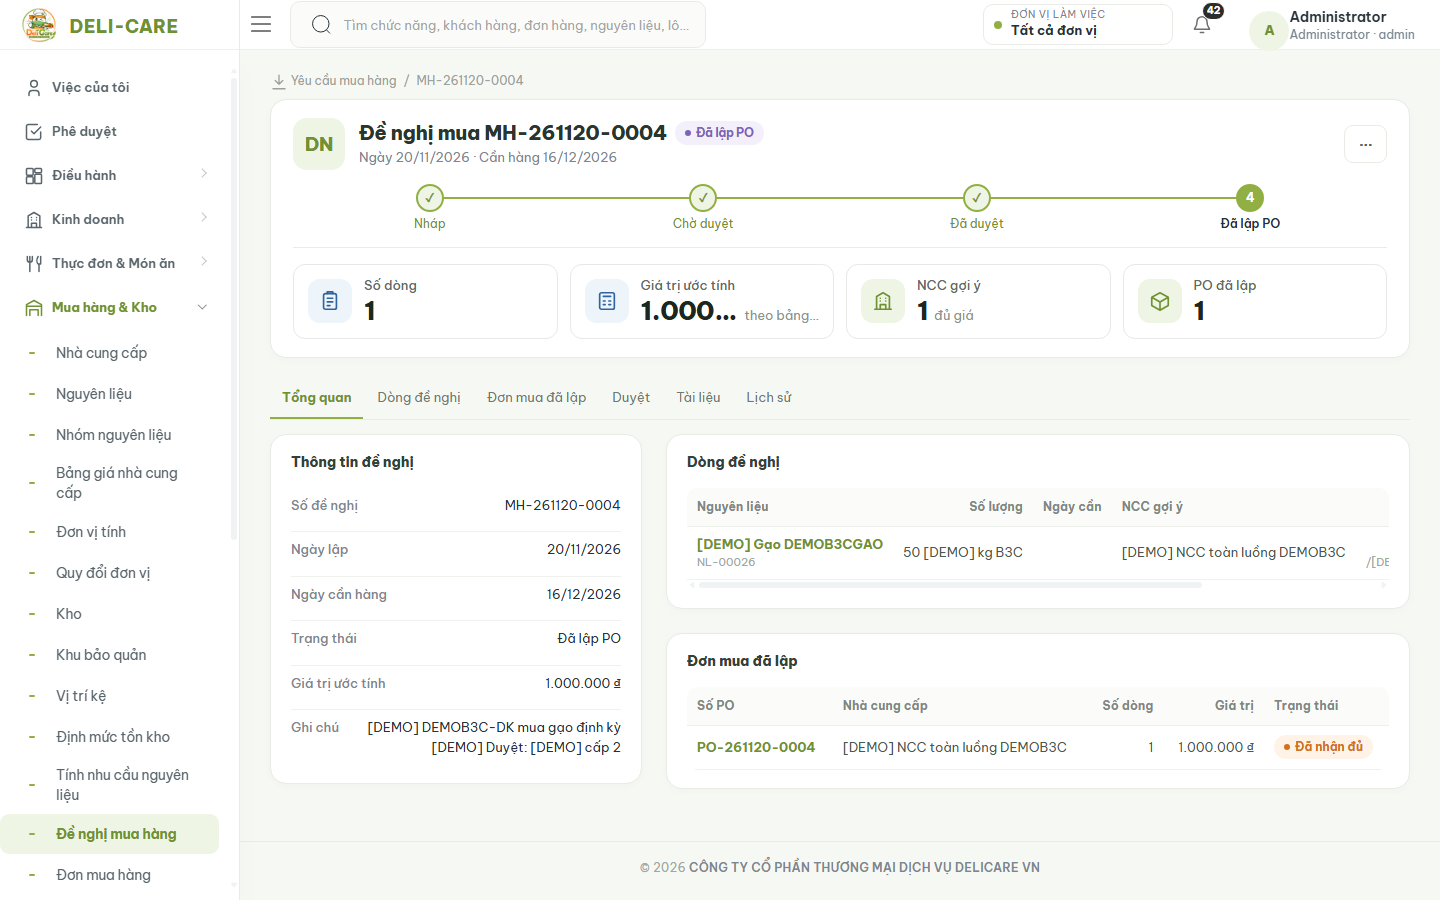 DELI-CARE
Tìm chức năng, khách hàng, đơn hàng, nguyên liệu, lô...
ĐƠN VỊ LÀM VIỆC
Tất cả đơn vị
42
A
Administrator
Administrator · admin
Việc của tôi
Phê duyệt
Điều hành
Kinh doanh
Thực đơn & Món ăn
Mua hàng & Kho
Nhà cung cấp
Nguyên liệu
Nhóm nguyên liệu
Bảng giá nhà cung
cấp
Đơn vị tính
Quy đổi đơn vị
Kho
Khu bảo quản
Vị trí kệ
Định mức tồn kho
Tính nhu cầu nguyên
liệu
Đề nghị mua hàng
Đơn mua hàng
Yêu cầu mua hàng / MH-261120-0004
DN
Đề nghị mua MH-261120-0004
Đã lập PO
Ngày 20/11/2026 · Cần hàng 16/12/2026
...
4
Nháp
Chờ duyệt
Đã duyệt
Đã lập PO
Số dòng
1
Giá trị ước tính
1.000... theo bảng...
NCC gợi ý
1 đủ giá
PO đã lập
1
Tổng quan
Dòng đề nghị
Đơn mua đã lập
Duyệt
Tài liệu
Lịch sử
Thông tin đề nghị
Số đề nghị MH-261120-0004
Ngày lập 20/11/2026
Ngày cần hàng 16/12/2026
Trạng thái Đã lập PO
Giá trị ước tính 1.000.000 đ
Ghi chú [DEMO] DEMOB3C-DK mua gạo định kỳ
[DEMO] Duyệt: [DEMO] cấp 2
Dòng đề nghị
Nguyên liệu Số lượng Ngày cần NCC gợi ý
[DEMO] Gạo DEMOB3CGAO 50 [DEMO] kg B3C [DEMO] NCC toàn luồng DEMOB3C
NL-00026 /[DE
Đơn mua đã lập
Số PO Nhà cung cấp Số dòng Giá trị Trạng thái
PO-261120-0004 [DEMO] NCC toàn luồng DEMOB3C 1 1.000.000 đ Đã nhận đủ
© 2026 CÔNG TY CỔ PHẦN THƯƠNG MẠI DỊCH VỤ DELICARE VN